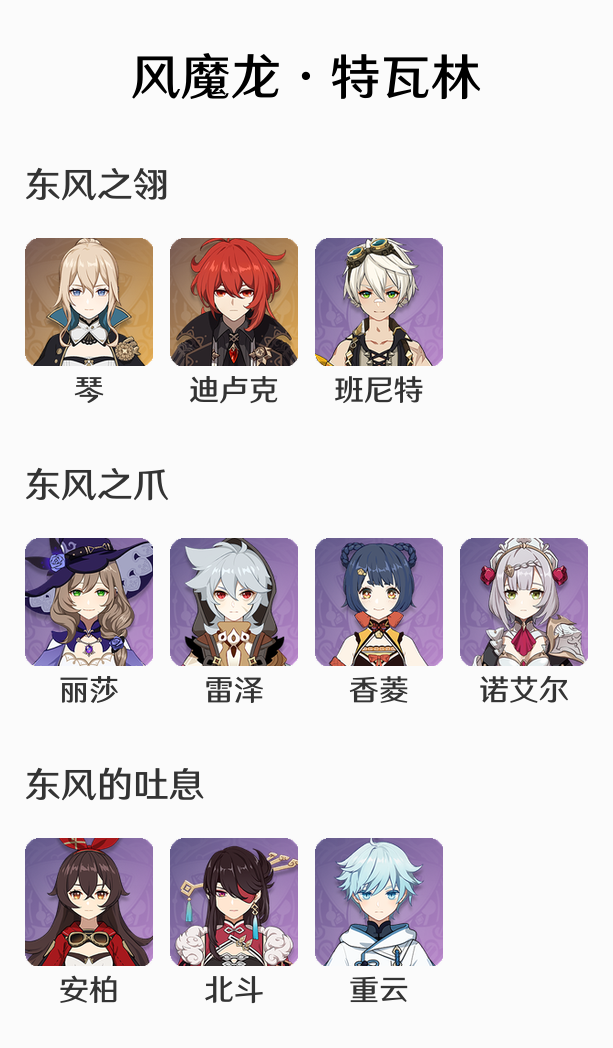 风魔龙·特瓦林
东风之翎
琴 迪卢克 班尼特
东风之爪
丽莎 雷泽 香菱 诺艾尔
东风的吐息
安柏 北斗 重云